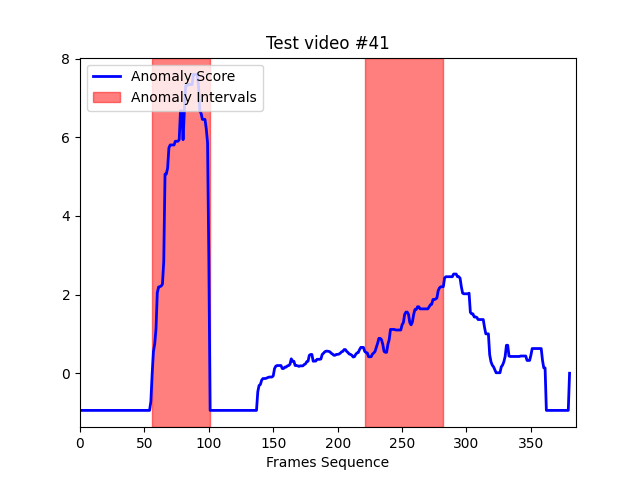 Test video #41
Anomaly Score
Anomaly Intervals
8
6
4
2
0
0 50 100 150 200 250 300 350
Frames Sequence